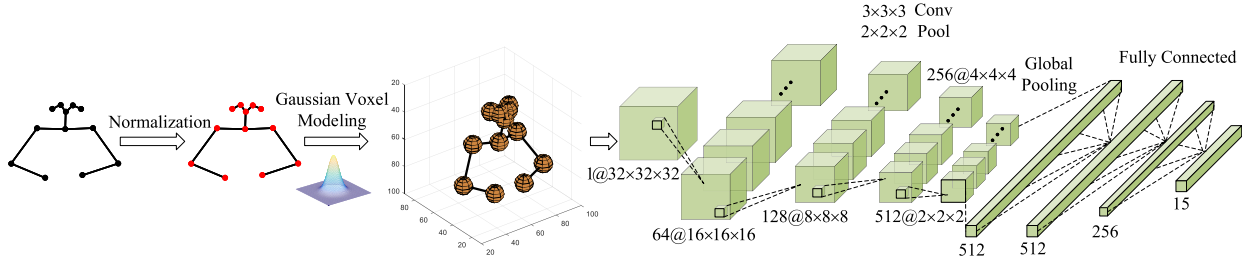 Normalization
Gaussian Voxel
Modeling
20
40
60
80
100
80
60
40
20
20
40
60
80
100
1@32×32×32
64@16×16×16
128@8×8×8
3×3×3 Conv
2×2×2 Pool
256@4×4×4
512@2×2×2
Global
Pooling
Fully Connected
512
512
256
15